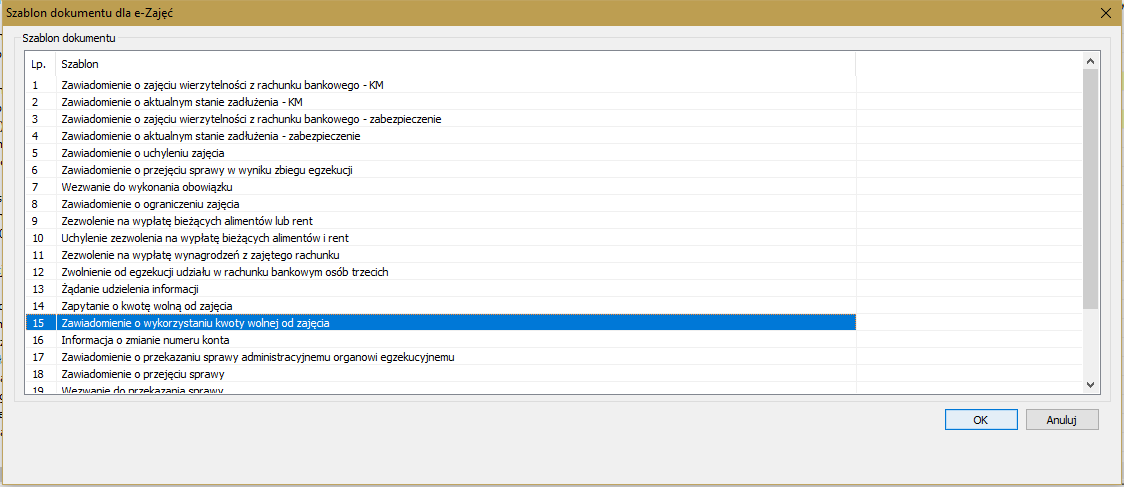 Szablon dokumentu dla e-Zajęć
Szablon dokumentu
Lp. Szablon
1 Zawiadomienie o zajęciu wierzytelności z rachunku bankowego - KM
2 Zawiadomienie o aktualnym stanie zadłużenia - KM
3 Zawiadomienie o zajęciu wierzytelności z rachunku bankowego - zabezpieczenie
4 Zawiadomienie o aktualnym stanie zadłużenia - zabezpieczenie
5 Zawiadomienie o uchyleniu zajęcia
6 Zawiadomienie o przejęciu sprawy w wyniku zbiegu egzekucji
7 Wezwanie do wykonania obowiązku
8 Zawiadomienie o ograniczeniu zajęcia
9 Zezwolenie na wypłatę bieżących alimentów lub rent
10 Uchylenie zezwolenia na wypłatę bieżących alimentów i rent
11 Zezwolenie na wypłatę wynagrodzeń z zajętego rachunku
12 Zwolnienie od egzekucji udziału w rachunku bankowym osób trzecich
13 Żądanie udzielenia informacji
14 Zapytanie o kwotę wolną od zajęcia
15 Zawiadomienie o wykorzystaniu kwoty wolnej od zajęcia
16 Informacja o zmianie numeru konta
17 Zawiadomienie o przekazaniu sprawy administracyjnemu organowi egzekucyjnemu
18 Zawiadomienie o przejęciu sprawy
19 Wezwanie do przekazania sprawy
OK Anuluj